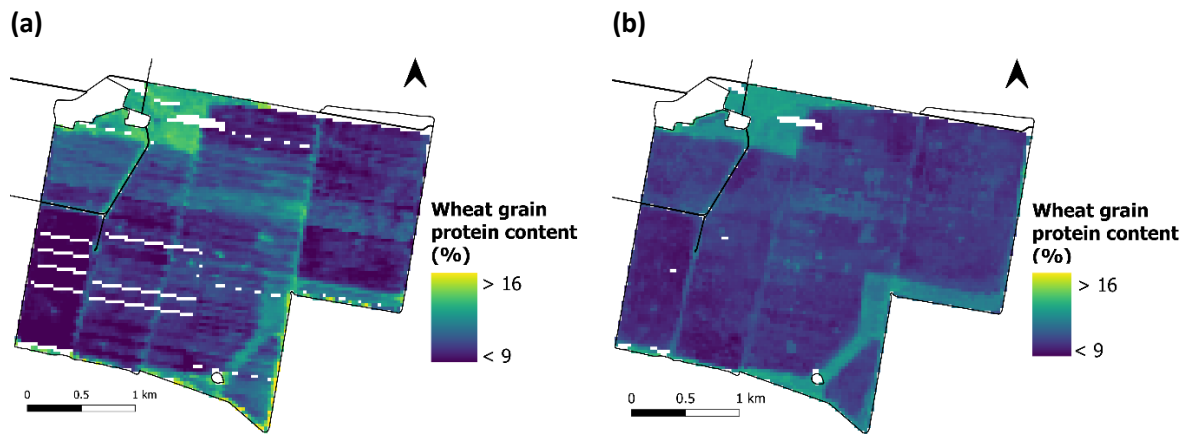 (a)
Wheat grain
protein content
(%)
> 16
< 9
0 0.5 1 km
(b)
Wheat grain
protein content
(%)
> 16
< 9
0 0.5 1 km